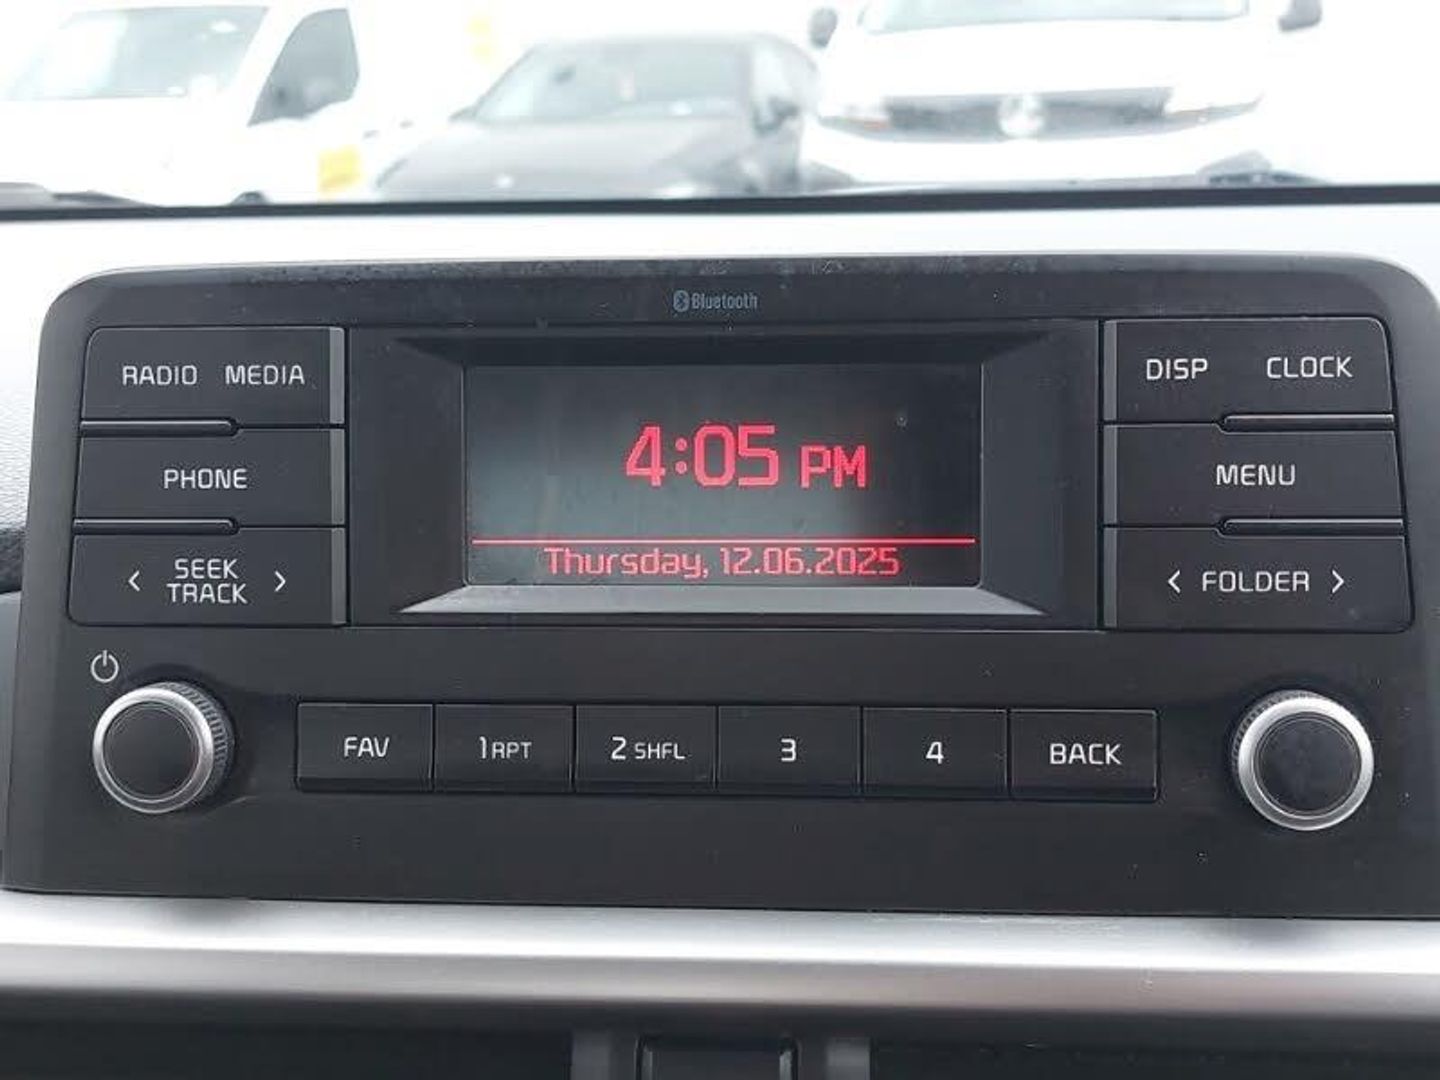 Bluetooth
RADIO MEDIA
DISP CLOCK
4:05 PM
PHONE
MENU
Thursday, 12.06.2025
< SEEK TRACK >
< FOLDER >
FAV
1 RPT
2 SHFL
3
4
BACK